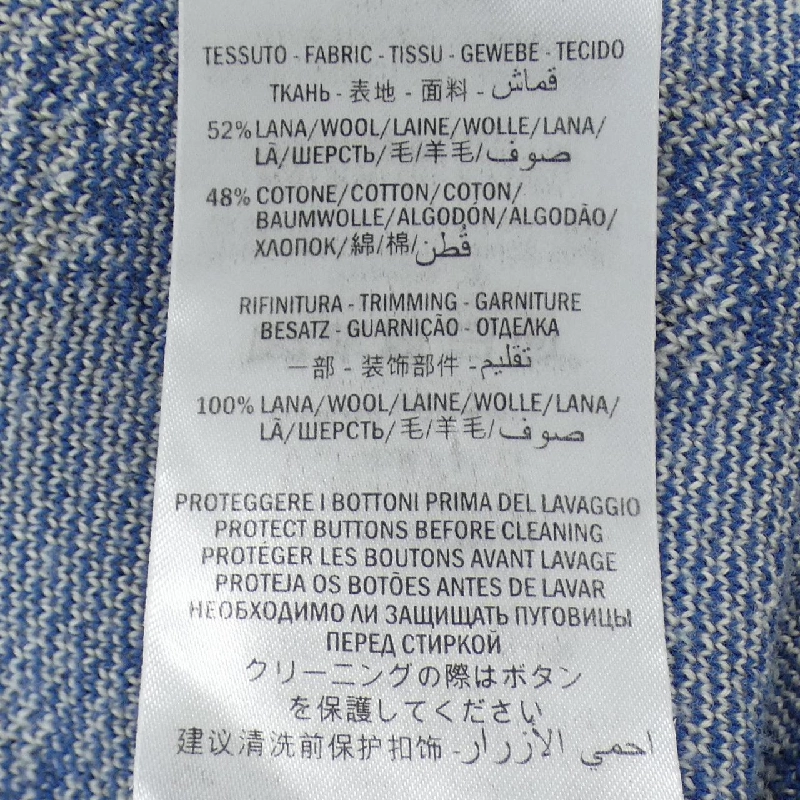 TESSUTO - FABRIC - TISSU - GEWEBE - TECIDO
ТКАНЬ - 表地 - 面料 - قماش
52% LANA/WOOL/LAINE/WOLLE/LANA/
LÃ/ШЕРСТЬ/毛/羊毛/صوف
48% COTONE/COTTON/COTON/
BAUMWOLLE/ALGODÓN/ALGODÃO/
ХЛОПОК/綿/棉/قُطن
RIFINITURA - TRIMMING - GARNITURE
BESATZ - GUARNIÇÃO - ОТДЕЛКА
一部 - 装饰部件 - تقليم
100% LANA/WOOL/LAINE/WOLLE/LANA/
LÃ/ШЕРСТЬ/毛/羊毛/صوف
PROTEGGERE I BOTTONI PRIMA DEL LAVAGGIO
PROTECT BUTTONS BEFORE CLEANING
PROTEGER LES BOUTONS AVANT LAVAGE
PROTEJA OS BOTÕES ANTES DE LAVAR
НЕОБХОДИМО ЛИ ЗАЩИЩАТЬ ПУГОВИЦЫ
ПЕРЕД СТИРКОЙ
クリーニングの際はボタン
を保護してください
建议清洗前保护扣饰 - احمي الأزرار